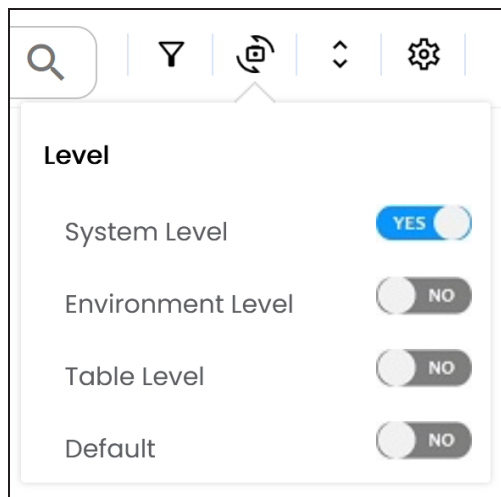 Level
System Level YES
Environment Level NO
Table Level NO
Default NO